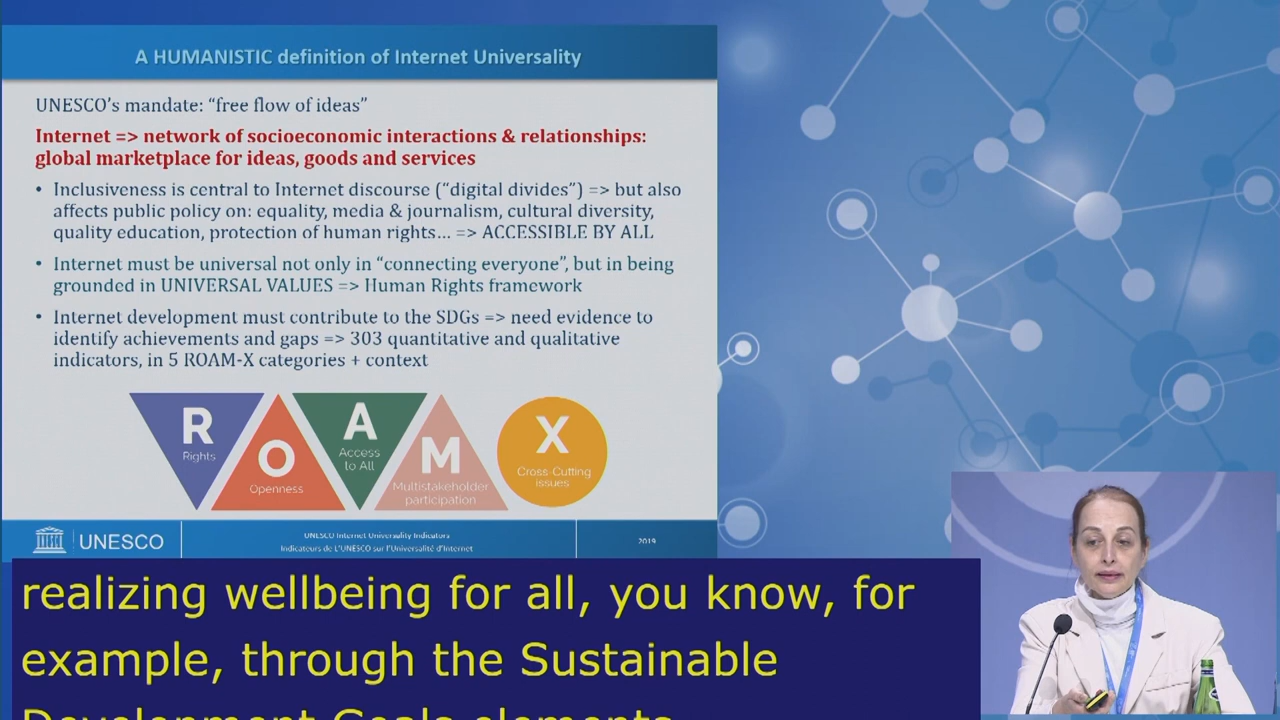 A HUMANISTIC definition of Internet Universality
UNESCO's mandate: “free flow of ideas”
Internet => network of socioeconomic interactions & relationships:
global marketplace for ideas, goods and services
• Inclusiveness is central to Internet discourse (“digital divides”) => but also
affects public policy on: equality, media & journalism, cultural diversity,
quality education, protection of human rights... => ACCESSIBLE BY ALL
• Internet must be universal not only in “connecting everyone”, but in being
grounded in UNIVERSAL VALUES => Human Rights framework
• Internet development must contribute to the SDGs => need evidence to
identify achievements and gaps => 303 quantitative and qualitative
indicators, in 5 ROAM-X categories + context
R
Rights
O
Openness
A
Access
to All
M
Multistakeholder
participation
X
Cross-Cutting
issues
UNESCO
UNESCO Internet Universality Indicators
Indicateurs de L'UNESCO sur l'Universalité d'Internet
2019
realizing wellbeing for all, you know, for
example, through the Sustainable
Development Goals elements